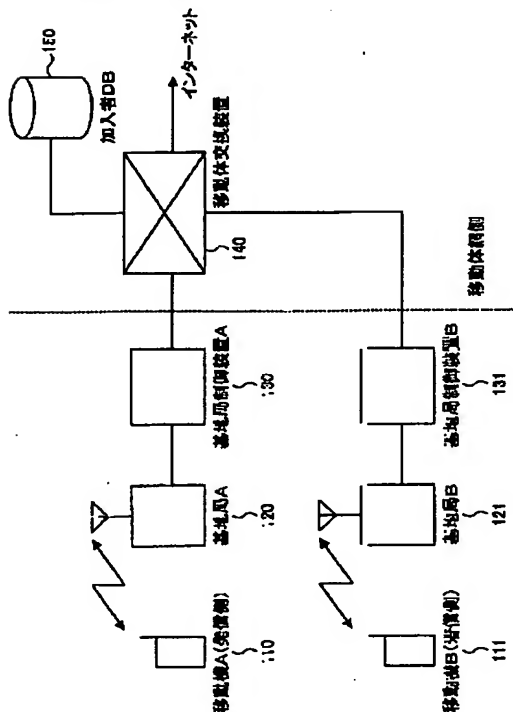 150
加入者DB
インターネット
移動体交換装置
140
移動体網側
基地局制御装置A
130
基地局A
120
移動機A(発信側)
110
基地局制御装置B
131
基地局B
121
移動機B(着信側)
111